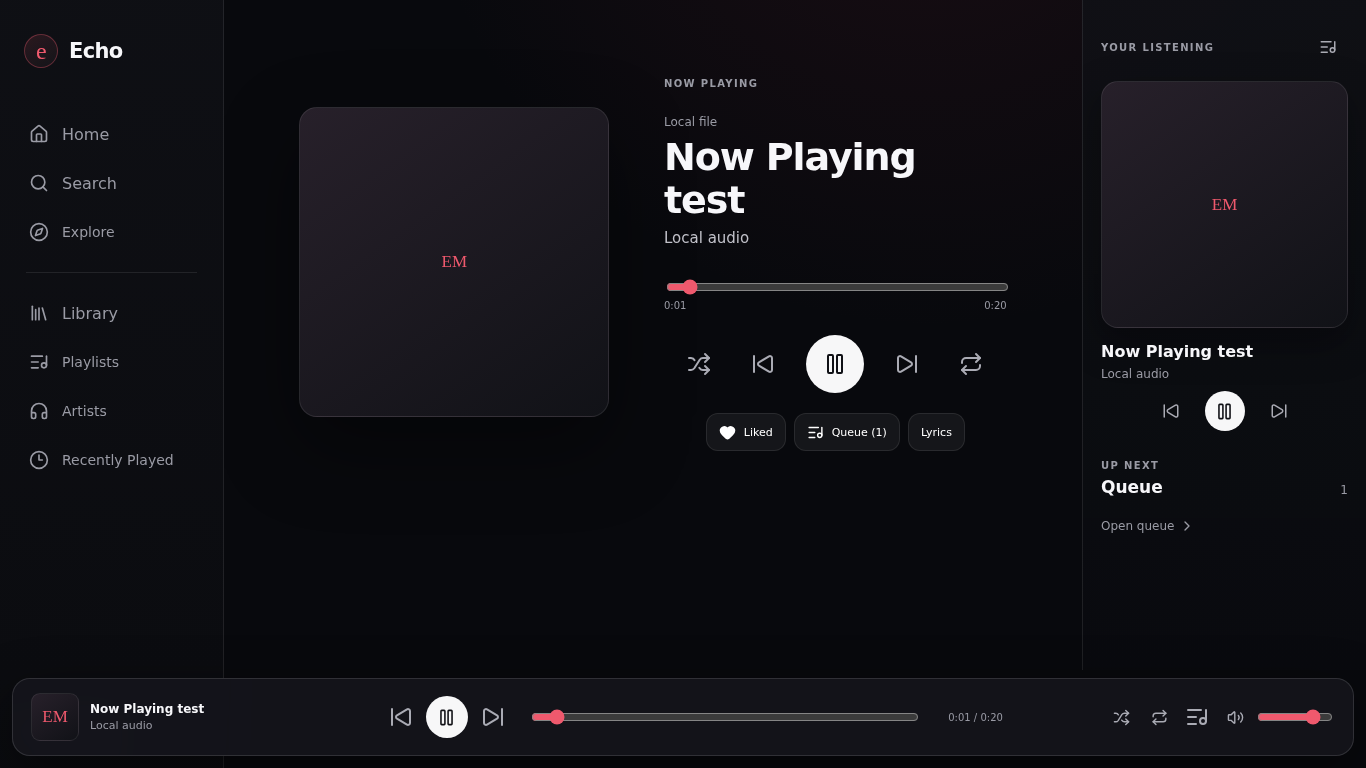 e Echo
Home
Search
Explore
Library
Playlists
Artists
Recently Played
EM
NOW PLAYING
Local file
Now Playing
test
Local audio
0:01 0:20
Liked Queue (1) Lyrics
YOUR LISTENING
EM
Now Playing test
Local audio
UP NEXT
Queue 1
Open queue
EM
Now Playing test
Local audio
0:01 / 0:20